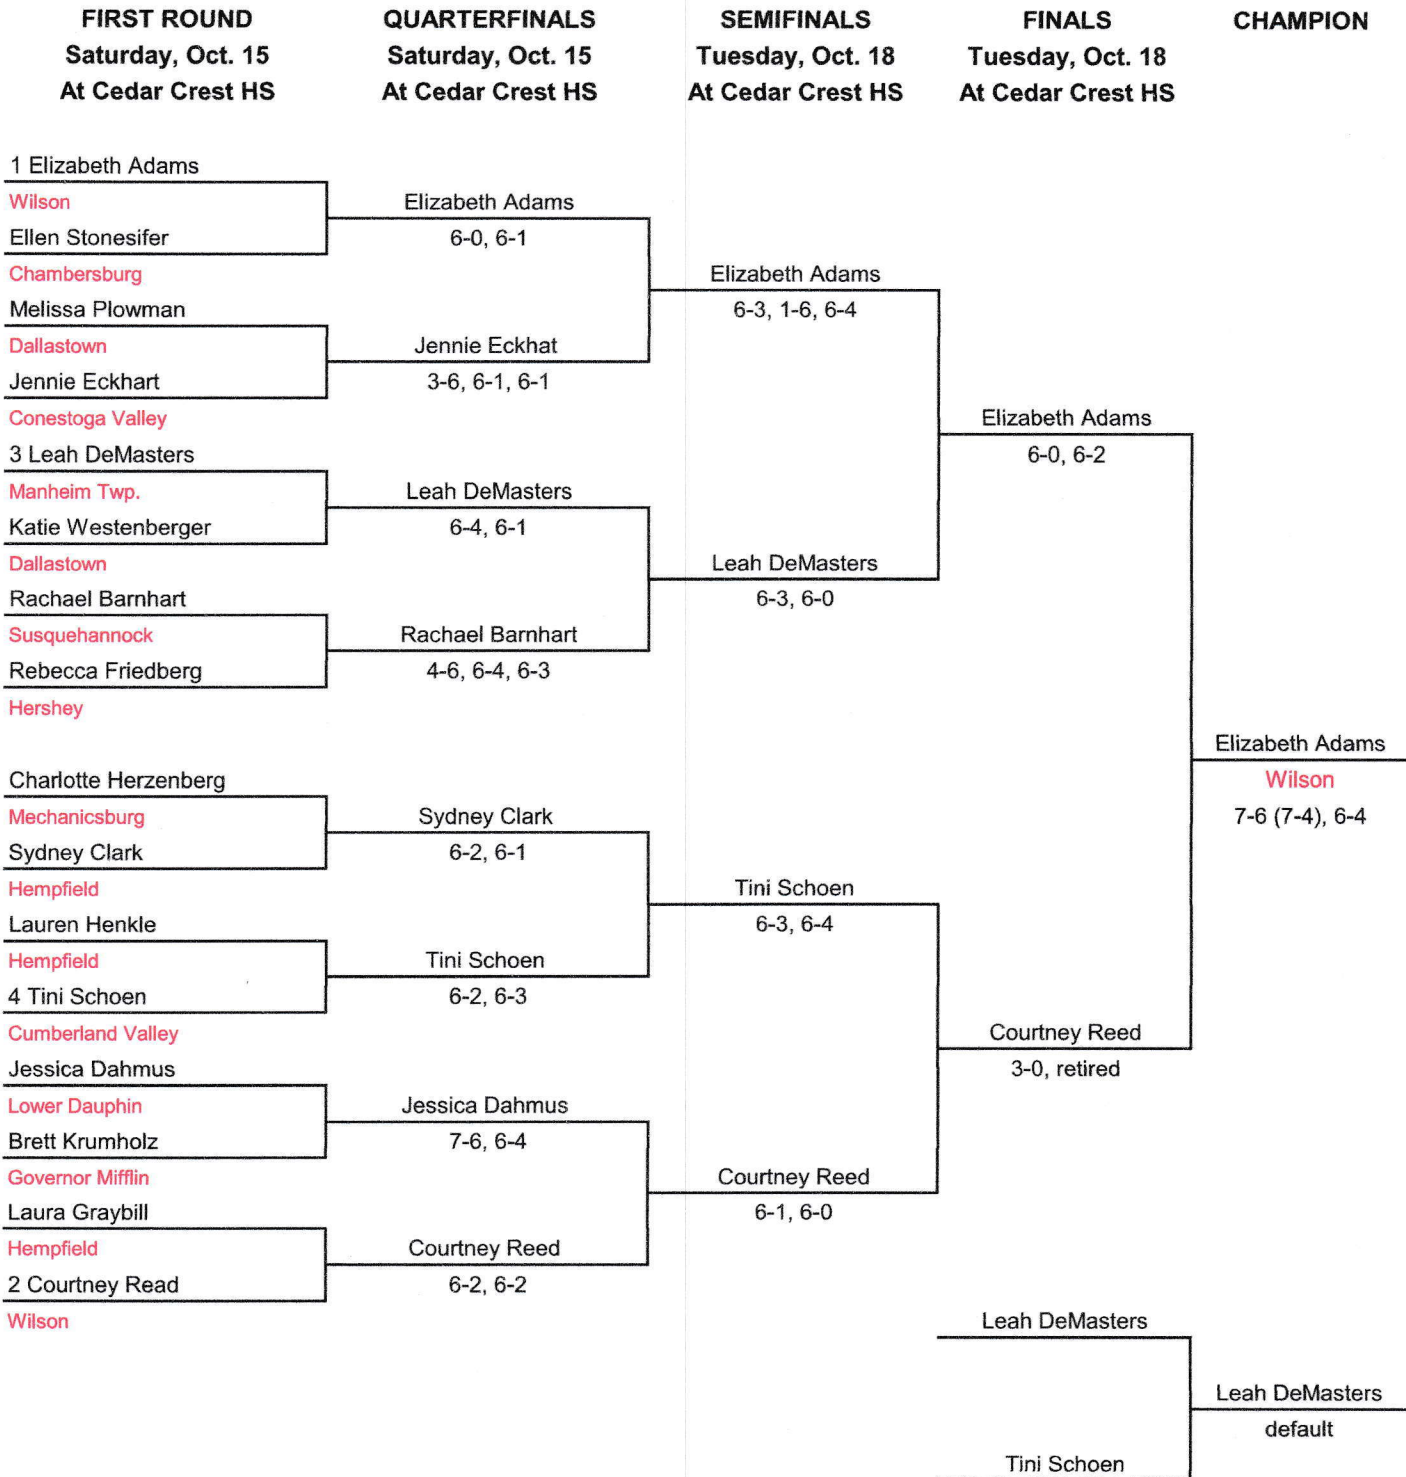 FIRST ROUND
Saturday, Oct. 15
At Cedar Crest HS
QUARTERFINALS
Saturday, Oct. 15
At Cedar Crest HS
SEMIFINALS
Tuesday, Oct. 18
At Cedar Crest HS
FINALS
Tuesday, Oct. 18
At Cedar Crest HS
CHAMPION
1 Elizabeth Adams
Wilson
Ellen Stonesifer
Chambersburg
Melissa Plowman
Dallastown
Jennie Eckhart
Conestoga Valley
3 Leah DeMasters
Manheim Twp.
Katie Westenberger
Dallastown
Rachael Barnhart
Susquehannock
Rebecca Friedberg
Hershey
Charlotte Herzenberg
Mechanicsburg
Sydney Clark
Hempfield
Lauren Henkle
Hempfield
4 Tini Schoen
Cumberland Valley
Jessica Dahmus
Lower Dauphin
Brett Krumholz
Governor Mifflin
Laura Graybill
Hempfield
2 Courtney Read
Wilson
Elizabeth Adams
6-0, 6-1
Jennie Eckhat
3-6, 6-1, 6-1
Leah DeMasters
6-4, 6-1
Rachael Barnhart
4-6, 6-4, 6-3
Sydney Clark
6-2, 6-1
Tini Schoen
6-2, 6-3
Jessica Dahmus
7-6, 6-4
Courtney Reed
6-2, 6-2
Elizabeth Adams
6-3, 1-6, 6-4
Leah DeMasters
6-3, 6-0
Tini Schoen
6-3, 6-4
Courtney Reed
6-1, 6-0
Elizabeth Adams
6-0, 6-2
Courtney Reed
3-0, retired
Elizabeth Adams
Wilson
7-6 (7-4), 6-4
Leah DeMasters
Tini Schoen
Leah DeMasters
default